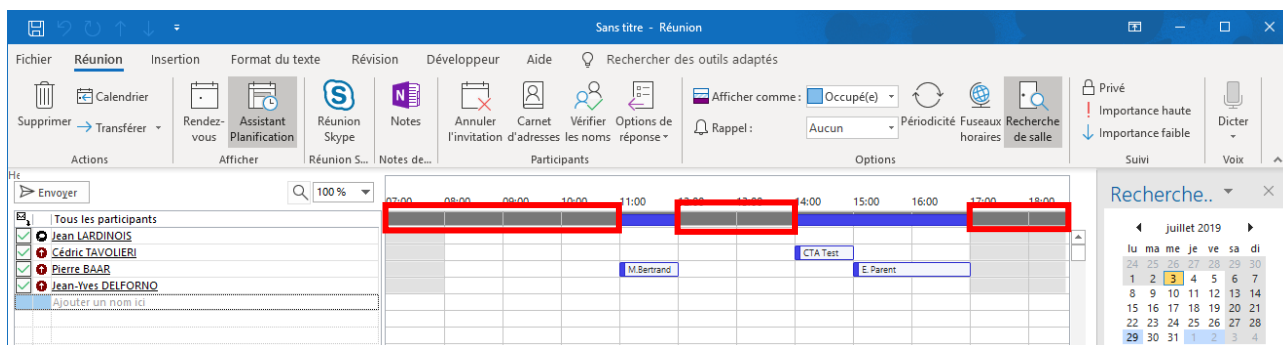 Sans titre - Réunion
Fichier Réunion Insertion Format du texte Révision Développeur Aide Rechercher des outils adaptés
Supprimer
Calendrier
Transférer
Actions
Rendez-vous
Assistant Planification
Afficher
Réunion Skype
Réunion S...
Notes
Notes de...
Annuler l'invitation
Carnet d'adresses
Vérifier les noms
Options de réponse
Participants
Afficher comme : Occupé(e)
Rappel : Aucun
Périodicité
Fuseaux horaires
Recherche de salle
Options
Privé
Importance haute
Importance faible
Suivi
Dicter
Voix
Envoyer
100 %
07:00 08:00 09:00 10:00 11:00 12:00 13:00 14:00 15:00 16:00 17:00 18:00
Tous les participants
Jean LARDINOIS
Cédric TAVOLIERI
CTA Test
Pierre BAAR
M.Bertrand
E. Parent
Jean-Yves DELFORNO
Ajouter un nom ici
Recherche..
juillet 2019
lu ma me je ve sa di
24 25 26 27 28 29 30
1 2 3 4 5 6 7
8 9 10 11 12 13 14
15 16 17 18 19 20 21
22 23 24 25 26 27 28
29 30 31 1 2 3 4